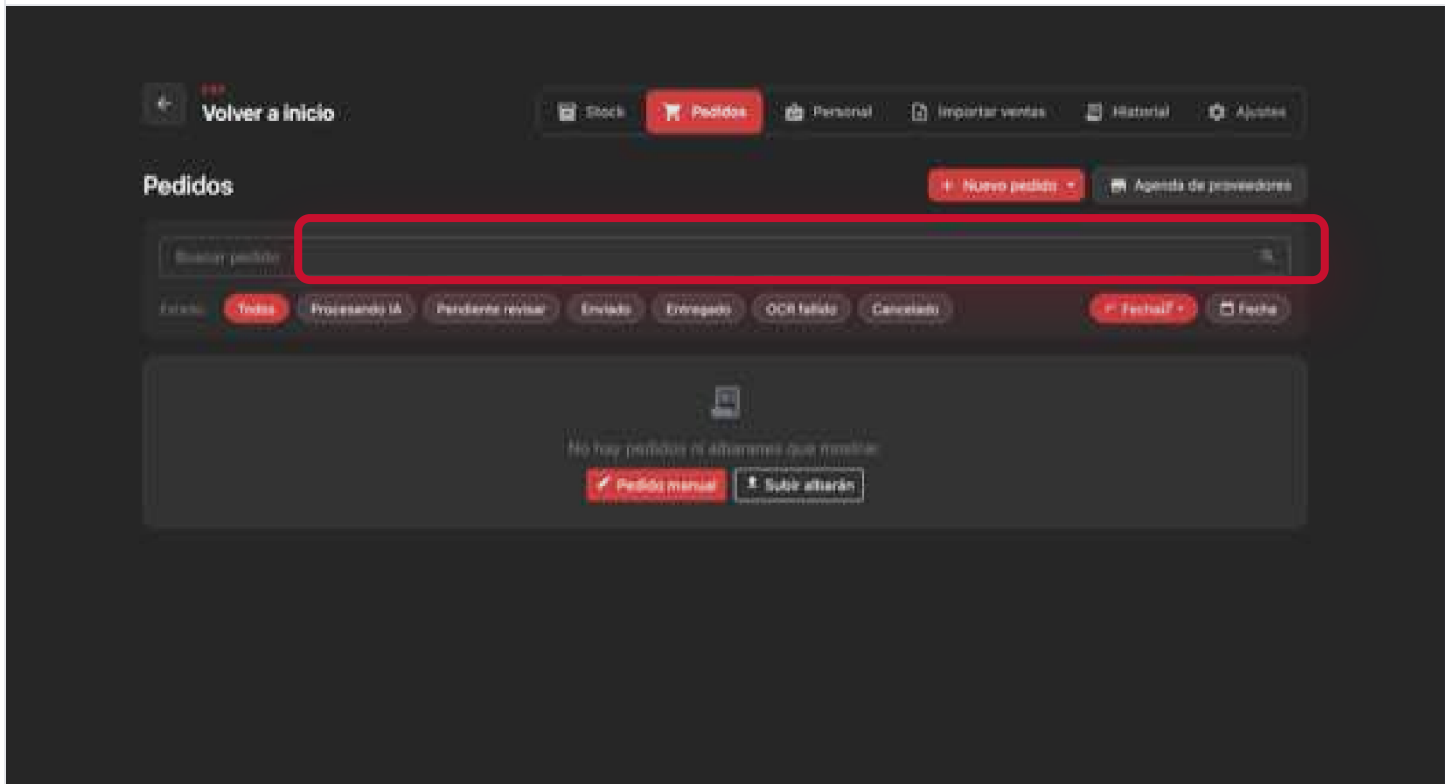 ERP
Volver a inicio
Stock
Pedidos
Personal
Importar ventas
Historial
Ajustes
Pedidos
+ Nuevo pedido
Agenda de proveedores
Buscar pedido
Estado
Todos
Procesando IA
Pendiente revisar
Enviado
Entregado
OCR fallido
Cancelado
Fecha
No hay pedidos ni albaranes que mostrar
Pedido manual
Subir albarán